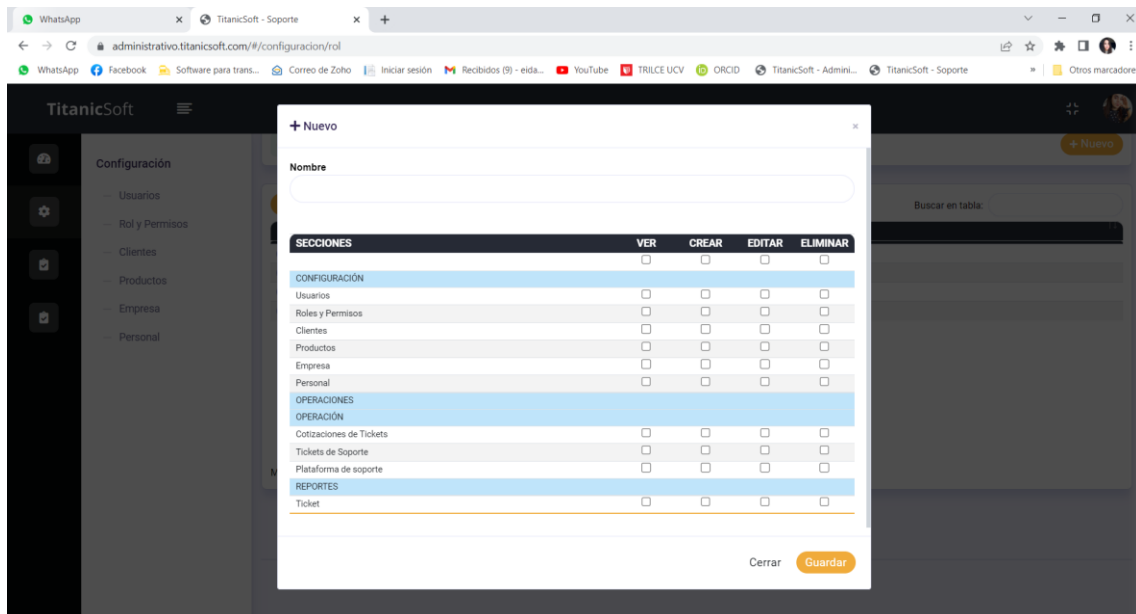 WhatsApp TitanicSoft - Soporte
administrativo.titanicsoft.com/#/configuracion/rol
WhatsApp Facebook Software para trans... Correo de Zoho Iniciar sesión Recibidos (9) - eida... YouTube TRILCE UCV ORCID TitanicSoft - Admini... TitanicSoft - Soporte » Otros marcadore
TitanicSoft
+ Nuevo
+ Nuevo
Configuración
Nombre
Usuarios
Buscar en tabla:
Rol y Permisos
Clientes
Productos
Empresa
Personal
SECCIONES VER CREAR EDITAR ELIMINAR
CONFIGURACIÓN
Usuarios
Roles y Permisos
Clientes
Productos
Empresa
Personal
OPERACIONES
OPERACIÓN
Cotizaciones de Tickets
Tickets de Soporte
Plataforma de soporte
REPORTES
Ticket
Cerrar Guardar